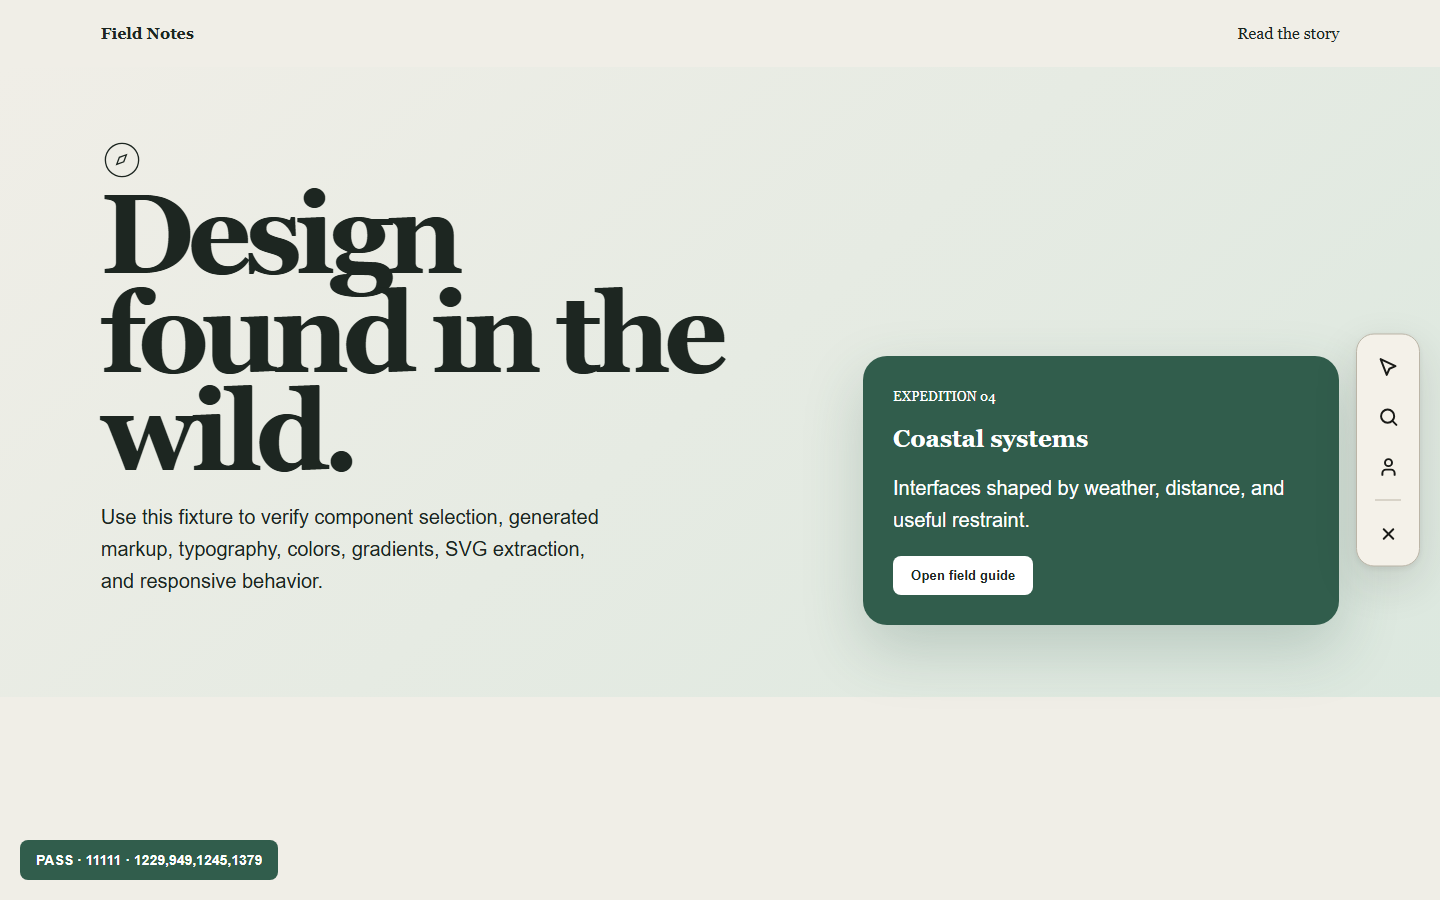 Field Notes
Read the story
Design
found in the
wild.
Use this fixture to verify component selection, generated
markup, typography, colors, gradients, SVG extraction,
and responsive behavior.
EXPEDITION 04
Coastal systems
Interfaces shaped by weather, distance, and
useful restraint.
Open field guide
PASS · 11111 · 1229,949,1245,1379